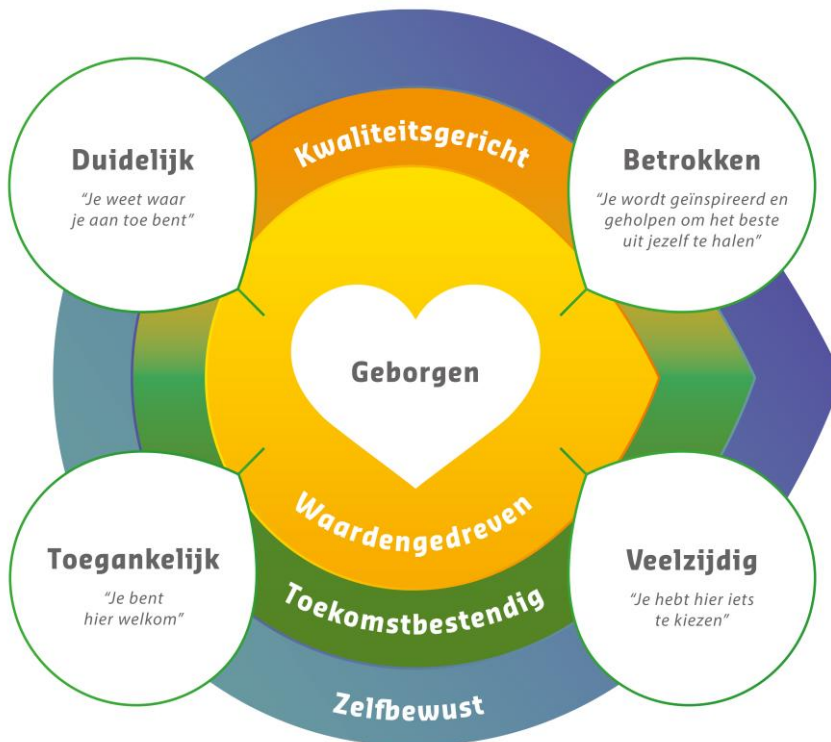 Kwaliteitsgericht
Duidelijk
“Je weet waar
je aan toe bent”
Betrokken
“Je wordt geïnspireerd en
geholpen om het beste
uit jezelf te halen”
Geborgen
Waardengedreven
Toegankelijk
“Je bent
hier welkom”
Veelzijdig
“Je hebt hier iets
te kiezen”
Toekomstbestendig
Zelfbewust